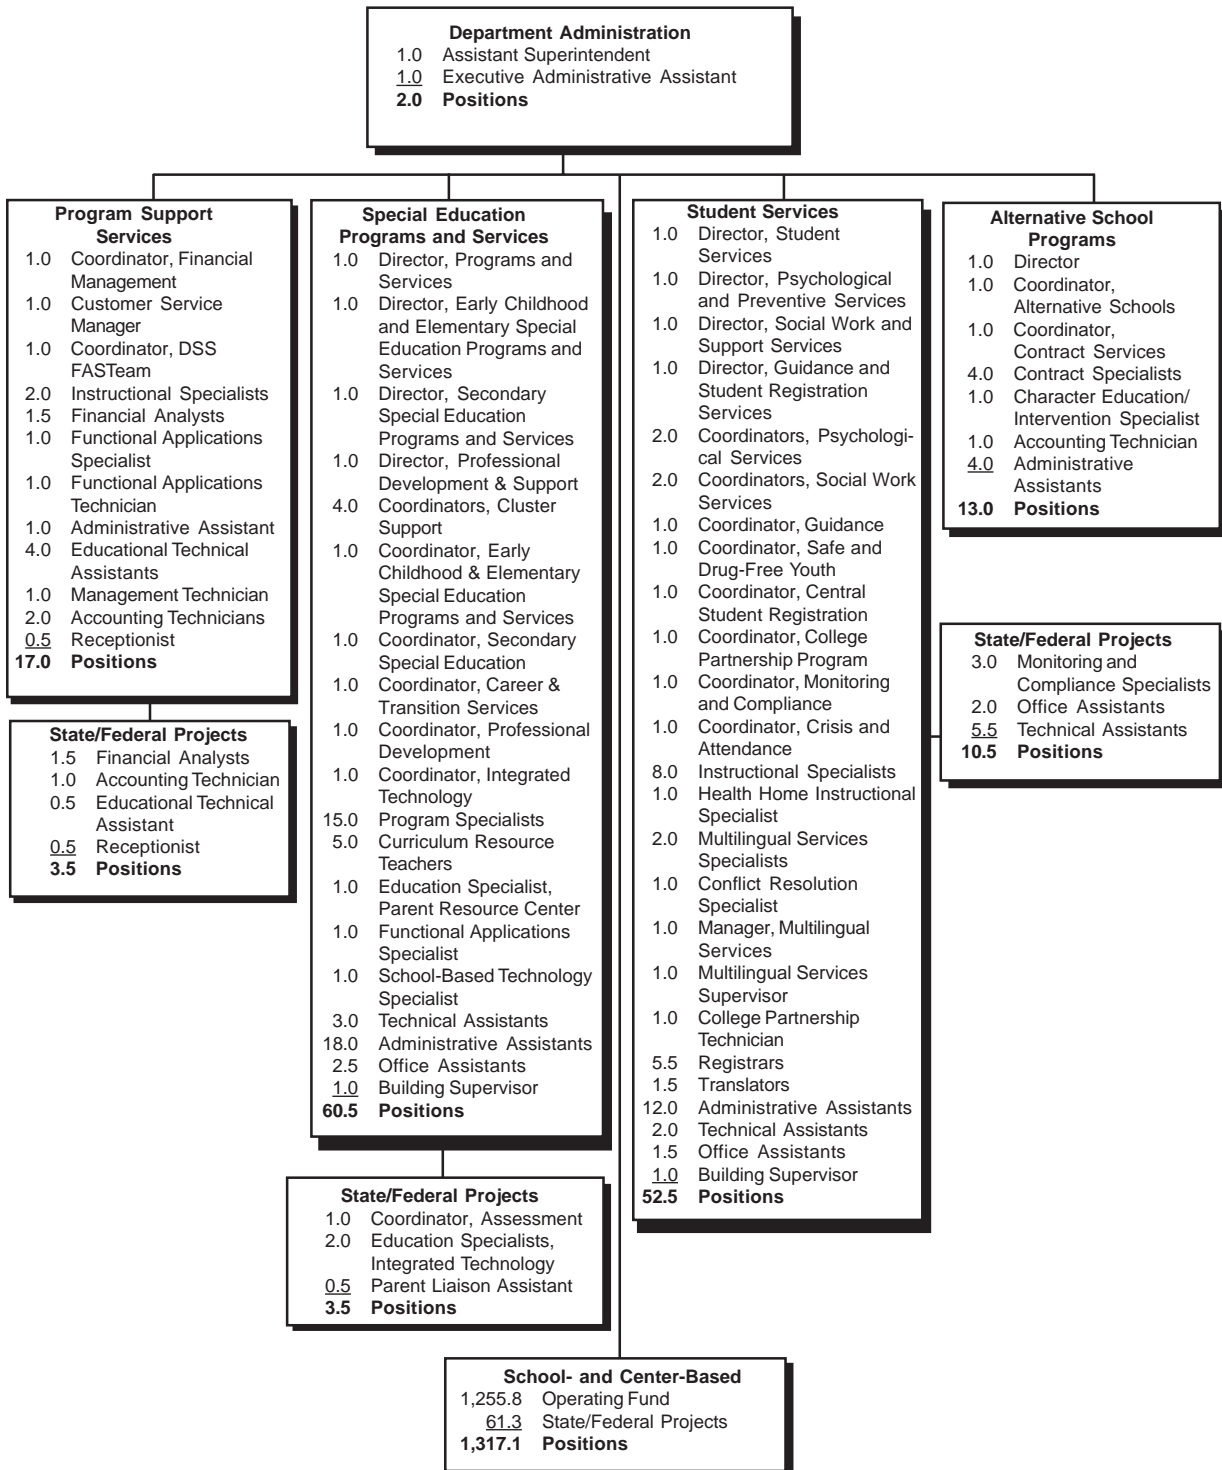 Department Administration
1.0 Assistant Superintendent
1.0 Executive Administrative Assistant
2.0 Positions
Program Support
Services
1.0 Coordinator, Financial
Management
1.0 Customer Service
Manager
1.0 Coordinator, DSS
FASTeam
2.0 Instructional Specialists
1.5 Financial Analysts
1.0 Functional Applications
Specialist
1.0 Functional Applications
Technician
1.0 Administrative Assistant
4.0 Educational Technical
Assistants
1.0 Management Technician
2.0 Accounting Technicians
0.5 Receptionist
17.0 Positions
State/Federal Projects
1.5 Financial Analysts
1.0 Accounting Technician
0.5 Educational Technical
Assistant
0.5 Receptionist
3.5 Positions
Special Education
Programs and Services
1.0 Director, Programs and
Services
1.0 Director, Early Childhood
and Elementary Special
Education Programs and
Services
1.0 Director, Secondary
Special Education
Programs and Services
1.0 Director, Professional
Development & Support
4.0 Coordinators, Cluster
Support
1.0 Coordinator, Early
Childhood & Elementary
Special Education
Programs and Services
1.0 Coordinator, Secondary
Special Education
1.0 Coordinator, Career &
Transition Services
1.0 Coordinator, Professional
Development
1.0 Coordinator, Integrated
Technology
15.0 Program Specialists
5.0 Curriculum Resource
Teachers
1.0 Education Specialist,
Parent Resource Center
1.0 Functional Applications
Specialist
1.0 School-Based Technology
Specialist
3.0 Technical Assistants
18.0 Administrative Assistants
2.5 Office Assistants
1.0 Building Supervisor
60.5 Positions
State/Federal Projects
1.0 Coordinator, Assessment
2.0 Education Specialists,
Integrated Technology
0.5 Parent Liaison Assistant
3.5 Positions
Student Services
1.0 Director, Student
Services
1.0 Director, Psychological
and Preventive Services
1.0 Director, Social Work and
Support Services
1.0 Director, Guidance and
Student Registration
Services
2.0 Coordinators, Psychologi-
cal Services
2.0 Coordinators, Social Work
Services
1.0 Coordinator, Guidance
1.0 Coordinator, Safe and
Drug-Free Youth
1.0 Coordinator, Central
Student Registration
1.0 Coordinator, College
Partnership Program
1.0 Coordinator, Monitoring
and Compliance
1.0 Coordinator, Crisis and
Attendance
8.0 Instructional Specialists
1.0 Health Home Instructional
Specialist
2.0 Multilingual Services
Specialists
1.0 Conflict Resolution
Specialist
1.0 Manager, Multilingual
Services
1.0 Multilingual Services
Supervisor
1.0 College Partnership
Technician
5.5 Registrars
1.5 Translators
12.0 Administrative Assistants
2.0 Technical Assistants
1.5 Office Assistants
1.0 Building Supervisor
52.5 Positions
Alternative School
Programs
1.0 Director
1.0 Coordinator,
Alternative Schools
1.0 Coordinator,
Contract Services
4.0 Contract Specialists
1.0 Character Education/
Intervention Specialist
1.0 Accounting Technician
4.0 Administrative
Assistants
13.0 Positions
State/Federal Projects
3.0 Monitoring and
Compliance Specialists
2.0 Office Assistants
5.5 Technical Assistants
10.5 Positions
School- and Center-Based
1,255.8 Operating Fund
61.3 State/Federal Projects
1,317.1 Positions